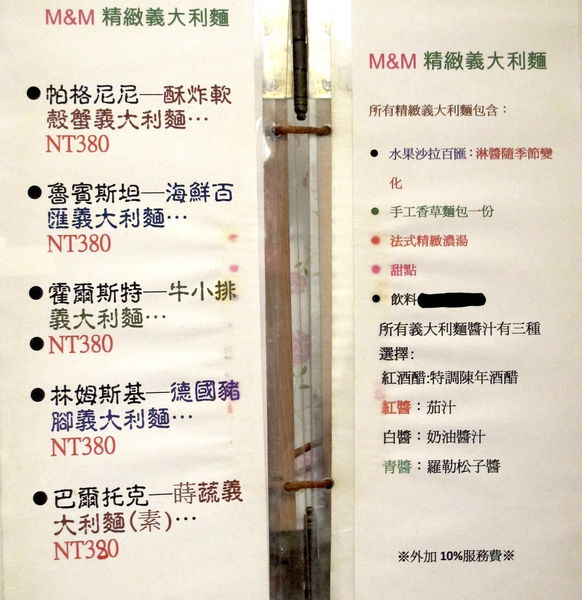 M&M 精緻義大利麵
●帕格尼尼—酥炸軟
殼蟹義大利麵…
NT380
●魯賓斯坦—海鮮百
匯義大利麵…
NT380
●霍爾斯特—牛小排
義大利麵…
●NT380
●林姆斯基—德國豬
腳義大利麵…
NT380
●巴爾托克—蒔蔬義
大利麵(素)…
M&M 精緻義大利麵
所有精緻義大利麵包含：
● 水果沙拉百匯：淋醬隨季節變
化
● 手工香草麵包一份
● 法式精緻濃湯
● 甜點
● 飲料
所有義大利麵醬汁有三種
選擇:
紅酒醋:特調陳年酒醋
紅醬：茄汁
白醬：奶油醬汁
青醬：羅勒松子醬
※外加 10%服務費※